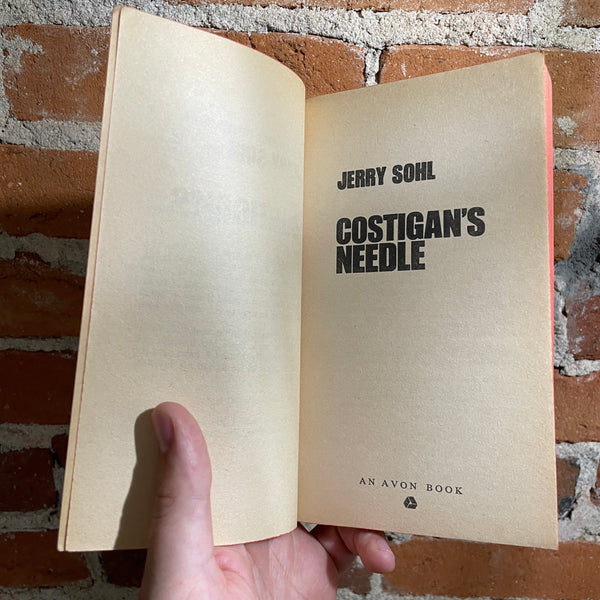 JERRY SOHL
COSTIGAN'S
NEEDLE
AN AVON BOOK